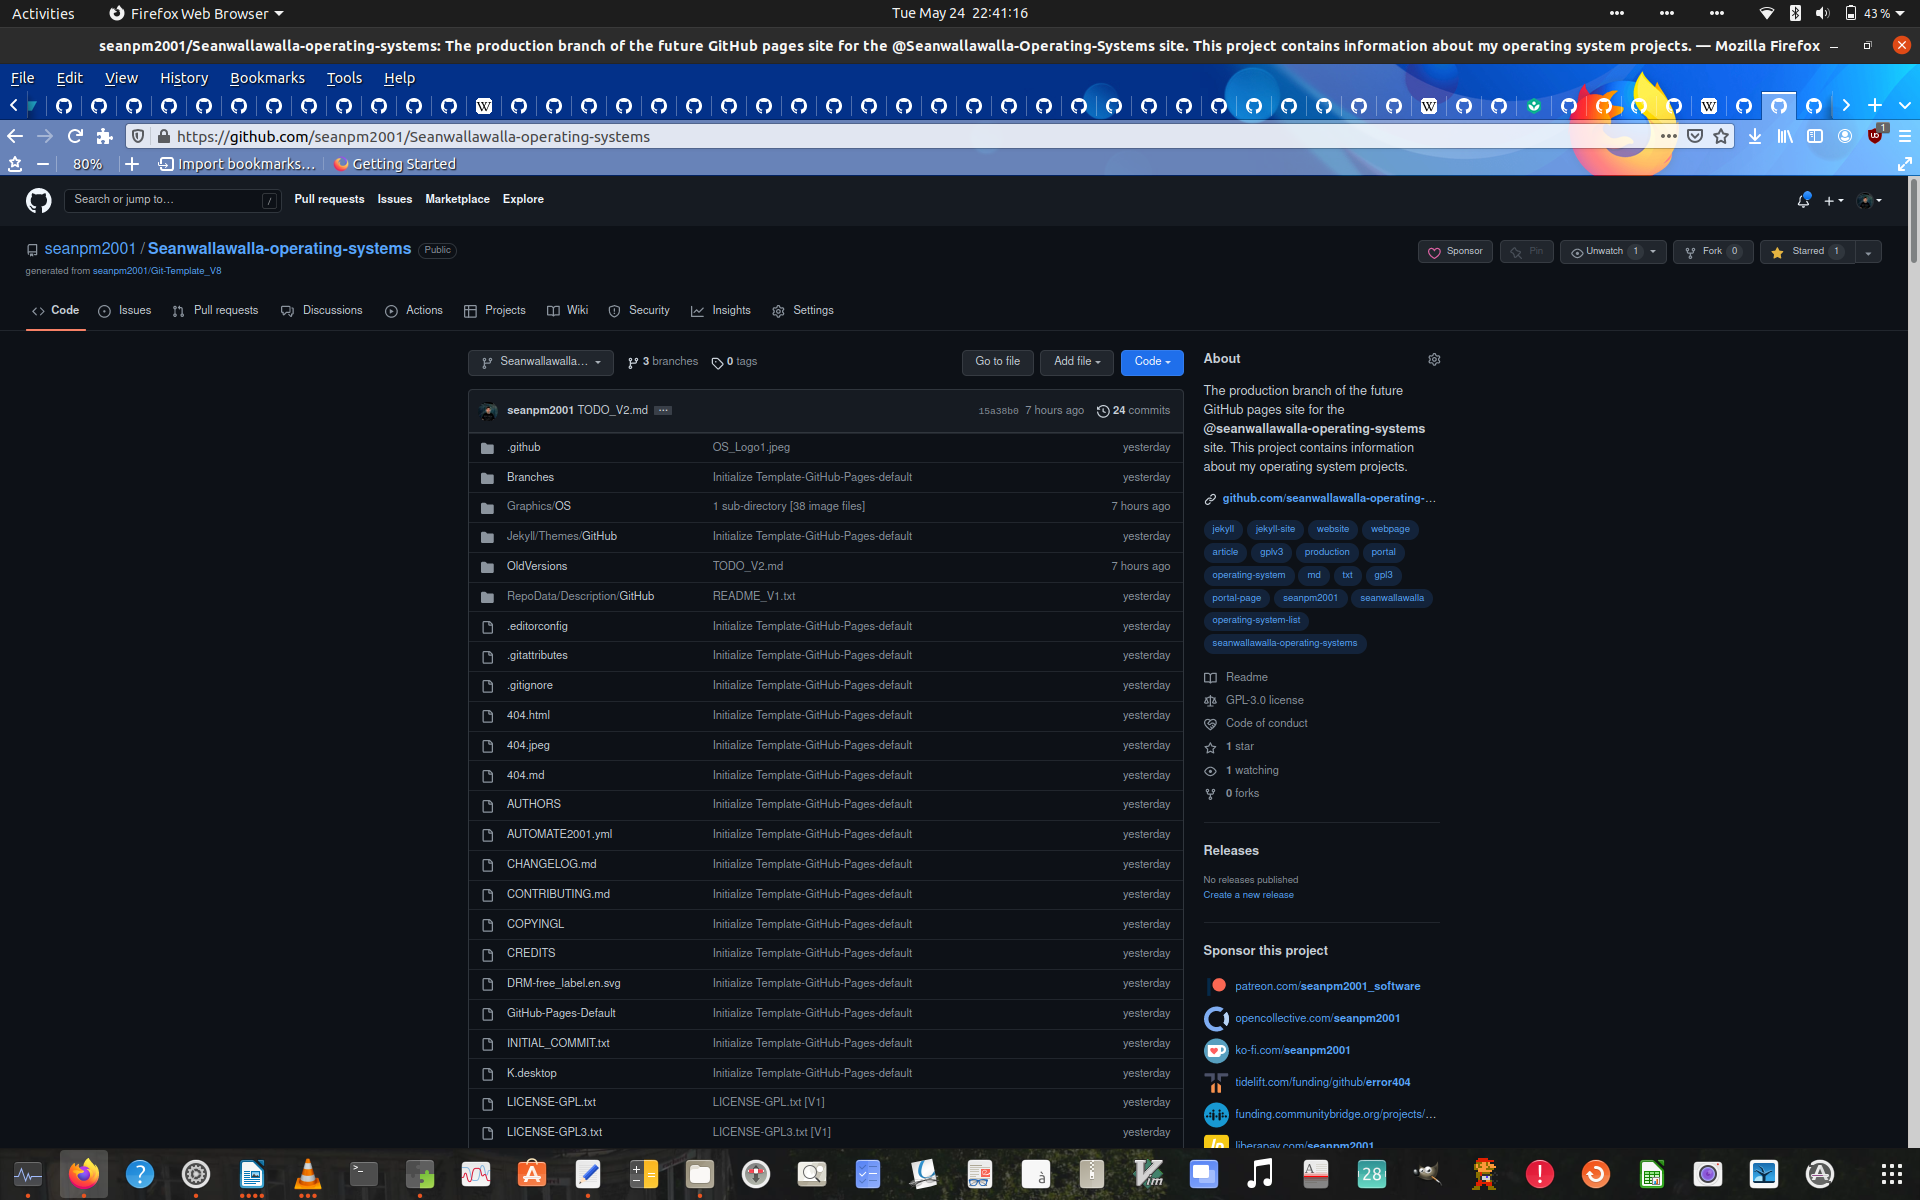 Activities Firefox Web Browser Tue May 24 22:41:16 43 %
seanpm2001/Seanwallawalla-operating-systems: The production branch of the future GitHub pages site for the @Seanwallawalla-Operating-Systems site. This project contains information about my operating system projects. — Mozilla Firefox
File Edit View History Bookmarks Tools Help
https://github.com/seanpm2001/Seanwallawalla-operating-systems
80% Import bookmarks... Getting Started
Search or jump to... / Pull requests Issues Marketplace Explore
seanpm2001 / Seanwallawalla-operating-systems Public
Sponsor Pin Unwatch 1 Fork 0 Starred 1
generated from seanpm2001/Git-Template_V8
Code Issues Pull requests Discussions Actions Projects Wiki Security Insights Settings
Seanwallawalla... 3 branches 0 tags Go to file Add file Code
seanpm2001 TODO_V2.md ... 15a38b0 7 hours ago 24 commits
.github OS_Logo1.jpeg yesterday
Branches Initialize Template-GitHub-Pages-default yesterday
Graphics/OS 1 sub-directory [38 image files] 7 hours ago
Jekyll/Themes/GitHub Initialize Template-GitHub-Pages-default yesterday
OldVersions TODO_V2.md 7 hours ago
RepoData/Description/GitHub README_V1.txt yesterday
.editorconfig Initialize Template-GitHub-Pages-default yesterday
.gitattributes Initialize Template-GitHub-Pages-default yesterday
.gitignore Initialize Template-GitHub-Pages-default yesterday
404.html Initialize Template-GitHub-Pages-default yesterday
404.jpeg Initialize Template-GitHub-Pages-default yesterday
404.md Initialize Template-GitHub-Pages-default yesterday
AUTHORS Initialize Template-GitHub-Pages-default yesterday
AUTOMATE2001.yml Initialize Template-GitHub-Pages-default yesterday
CHANGELOG.md Initialize Template-GitHub-Pages-default yesterday
CONTRIBUTING.md Initialize Template-GitHub-Pages-default yesterday
COPYINGL Initialize Template-GitHub-Pages-default yesterday
CREDITS Initialize Template-GitHub-Pages-default yesterday
DRM-free_label.en.svg Initialize Template-GitHub-Pages-default yesterday
GitHub-Pages-Default Initialize Template-GitHub-Pages-default yesterday
INITIAL_COMMIT.txt Initialize Template-GitHub-Pages-default yesterday
K.desktop Initialize Template-GitHub-Pages-default yesterday
LICENSE-GPL.txt LICENSE-GPL.txt [V1] yesterday
LICENSE-GPL3.txt LICENSE-GPL3.txt [V1] yesterday
About
The production branch of the future
GitHub pages site for the
@seanwallawalla-operating-systems
site. This project contains information
about my operating system projects.
github.com/seanwallawalla-operating-...
jekyll jekyll-site website webpage
article gplv3 production portal
operating-system md txt gpl3
portal-page seanpm2001 seanwallawalla
operating-system-list
seanwallawalla-operating-systems
Readme
GPL-3.0 license
Code of conduct
1 star
1 watching
0 forks
Releases
No releases published
Create a new release
Sponsor this project
patreon.com/seanpm2001_software
opencollective.com/seanpm2001
ko-fi.com/seanpm2001
tidelift.com/funding/github/error404
funding.communitybridge.org/projects/...
liberapay.com/seanpm2001
28